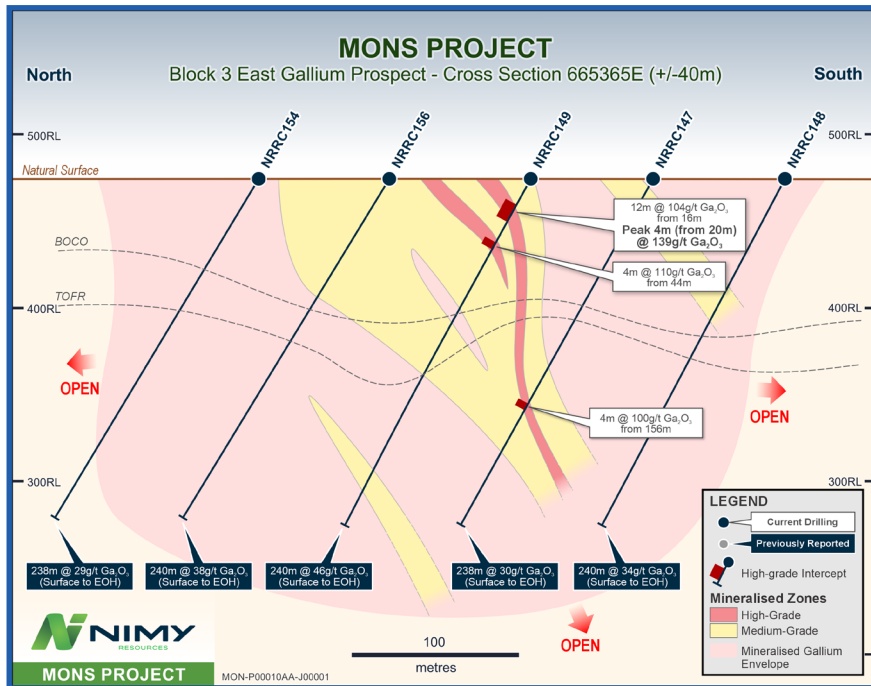 MONS PROJECT
Block 3 East Gallium Prospect - Cross Section 665365E (+/-40m)
North
South
NRRC154
NRRC156
NRRC149
NRRC147
NRRC148
500RL
500RL
Natural Surface
12m @ 104g/t Ga₂O₃
from 16m
Peak 4m (from 20m)
@ 139g/t Ga₂O₃
BOCO
4m @ 110g/t Ga₂O₃
from 44m
TOFR
400RL
400RL
OPEN
OPEN
4m @ 100g/t Ga₂O₃
from 156m
300RL
300RL
238m @ 29g/t Ga₂O₃
(Surface to EOH)
240m @ 38g/t Ga₂O₃
(Surface to EOH)
240m @ 46g/t Ga₂O₃
(Surface to EOH)
238m @ 30g/t Ga₂O₃
(Surface to EOH)
240m @ 34g/t Ga₂O₃
(Surface to EOH)
LEGEND
Current Drilling
Previously Reported
High-grade Intercept
Mineralised Zones
High-Grade
Medium-Grade
Mineralised Gallium
Envelope
OPEN
100
metres
NIMY
RESOURCES
MONS PROJECT
MON-P00010AA-J00001